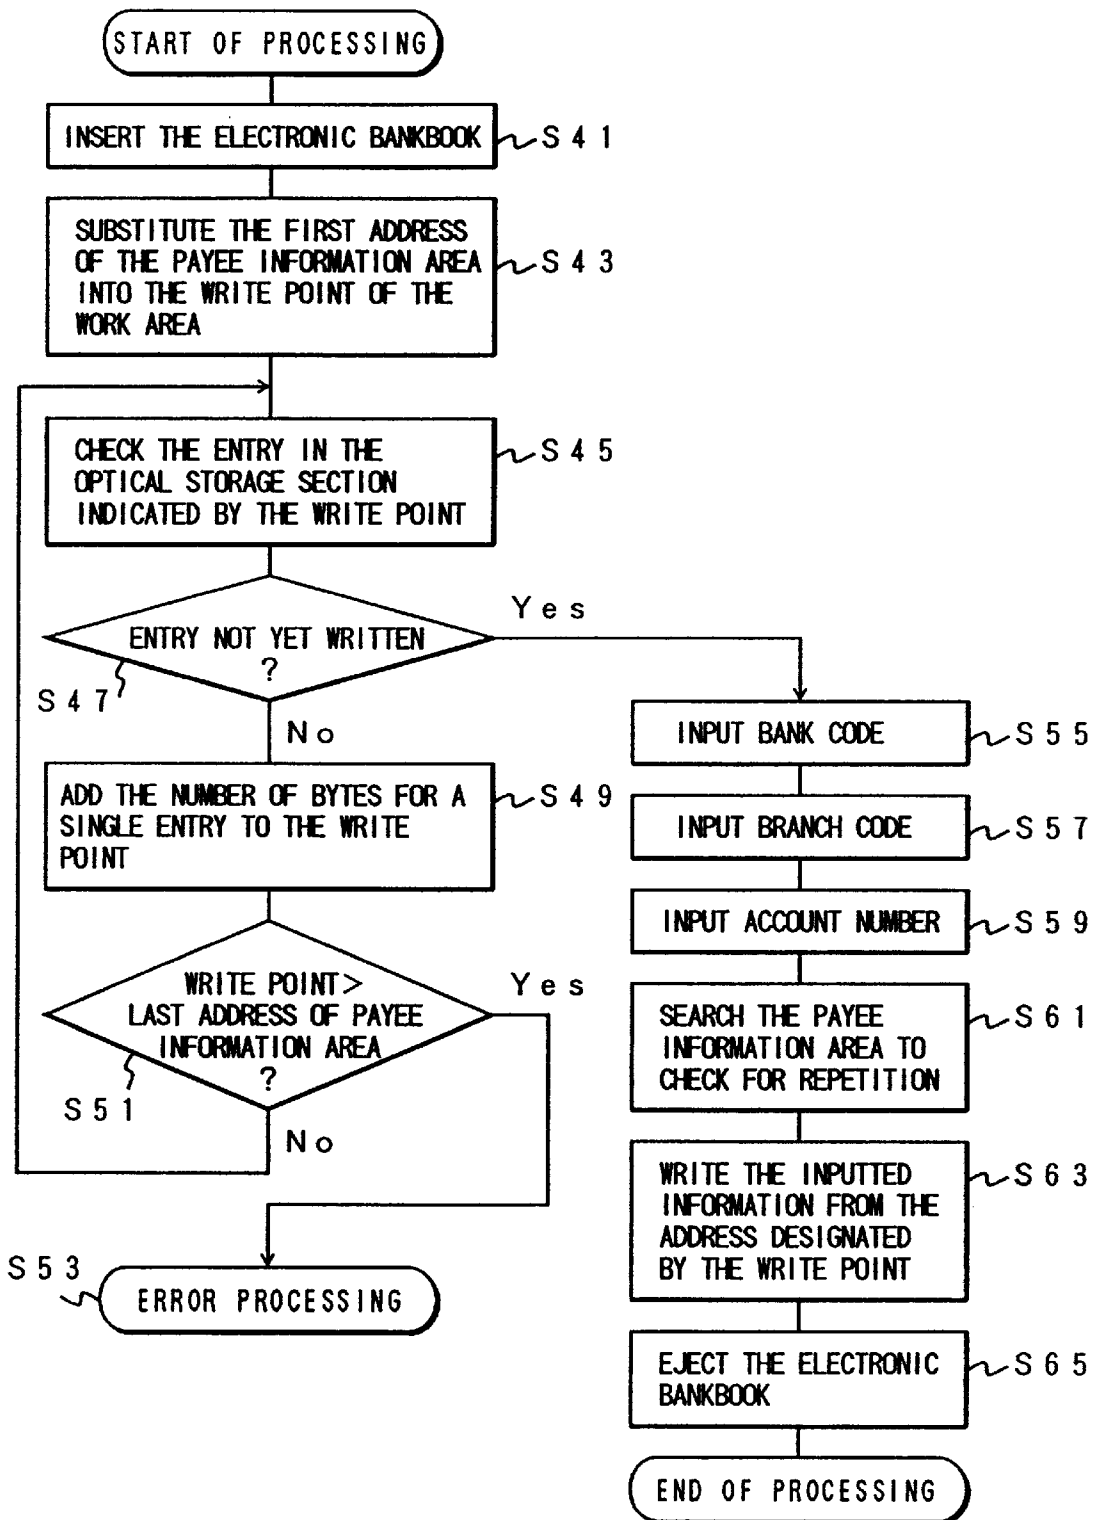 START OF PROCESSING
INSERT THE ELECTRONIC BANKBOOK
S41
SUBSTITUTE THE FIRST ADDRESS
OF THE PAYEE INFORMATION AREA
INTO THE WRITE POINT OF THE
WORK AREA
S43
CHECK THE ENTRY IN THE
OPTICAL STORAGE SECTION
INDICATED BY THE WRITE POINT
S45
ENTRY NOT YET WRITTEN
?
S47
Yes
No
ADD THE NUMBER OF BYTES FOR A
SINGLE ENTRY TO THE WRITE
POINT
S49
WRITE POINT>
LAST ADDRESS OF PAYEE
INFORMATION AREA
?
S51
Yes
No
S53
ERROR PROCESSING
INPUT BANK CODE
S55
INPUT BRANCH CODE
S57
INPUT ACCOUNT NUMBER
S59
SEARCH THE PAYEE
INFORMATION AREA TO
CHECK FOR REPETITION
S61
WRITE THE INPUTTED
INFORMATION FROM THE
ADDRESS DESIGNATED
BY THE WRITE POINT
S63
EJECT THE ELECTRONIC
BANKBOOK
S65
END OF PROCESSING